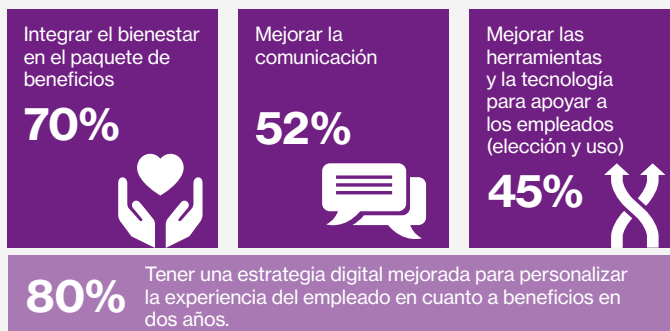 Integrar el bienestar
en el paquete de
beneficios
70%
Mejorar la
comunicación
52%
Mejorar las
herramientas
y la tecnología
para apoyar a
los empleados
(elección y uso)
45%
80%
Tener una estrategia digital mejorada para personalizar
la experiencia del empleado en cuanto a beneficios en
dos años.